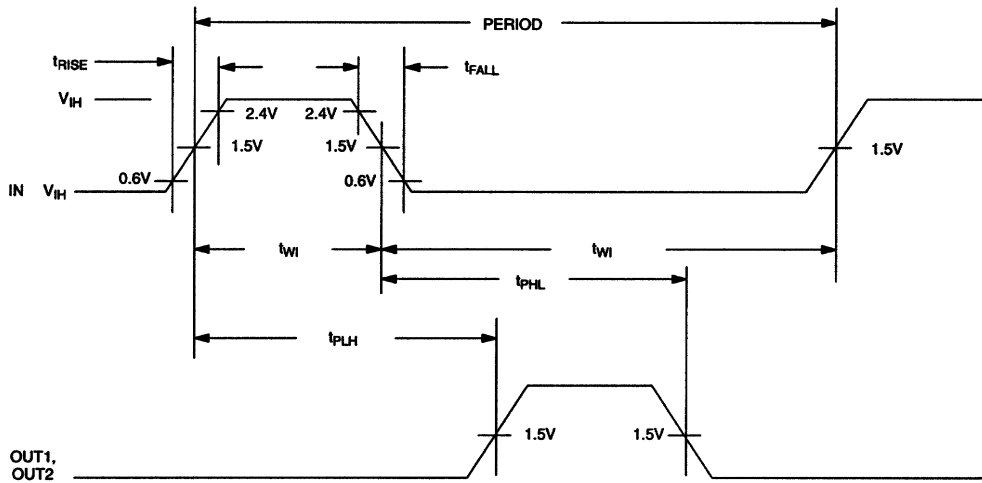 PERIOD
tRISE
tFALL
VIH
2.4V
2.4V
1.5V
1.5V
1.5V
0.6V
0.6V
IN VIH
tWI
tWI
tPHL
tPLH
1.5V
1.5V
OUT1,
OUT2